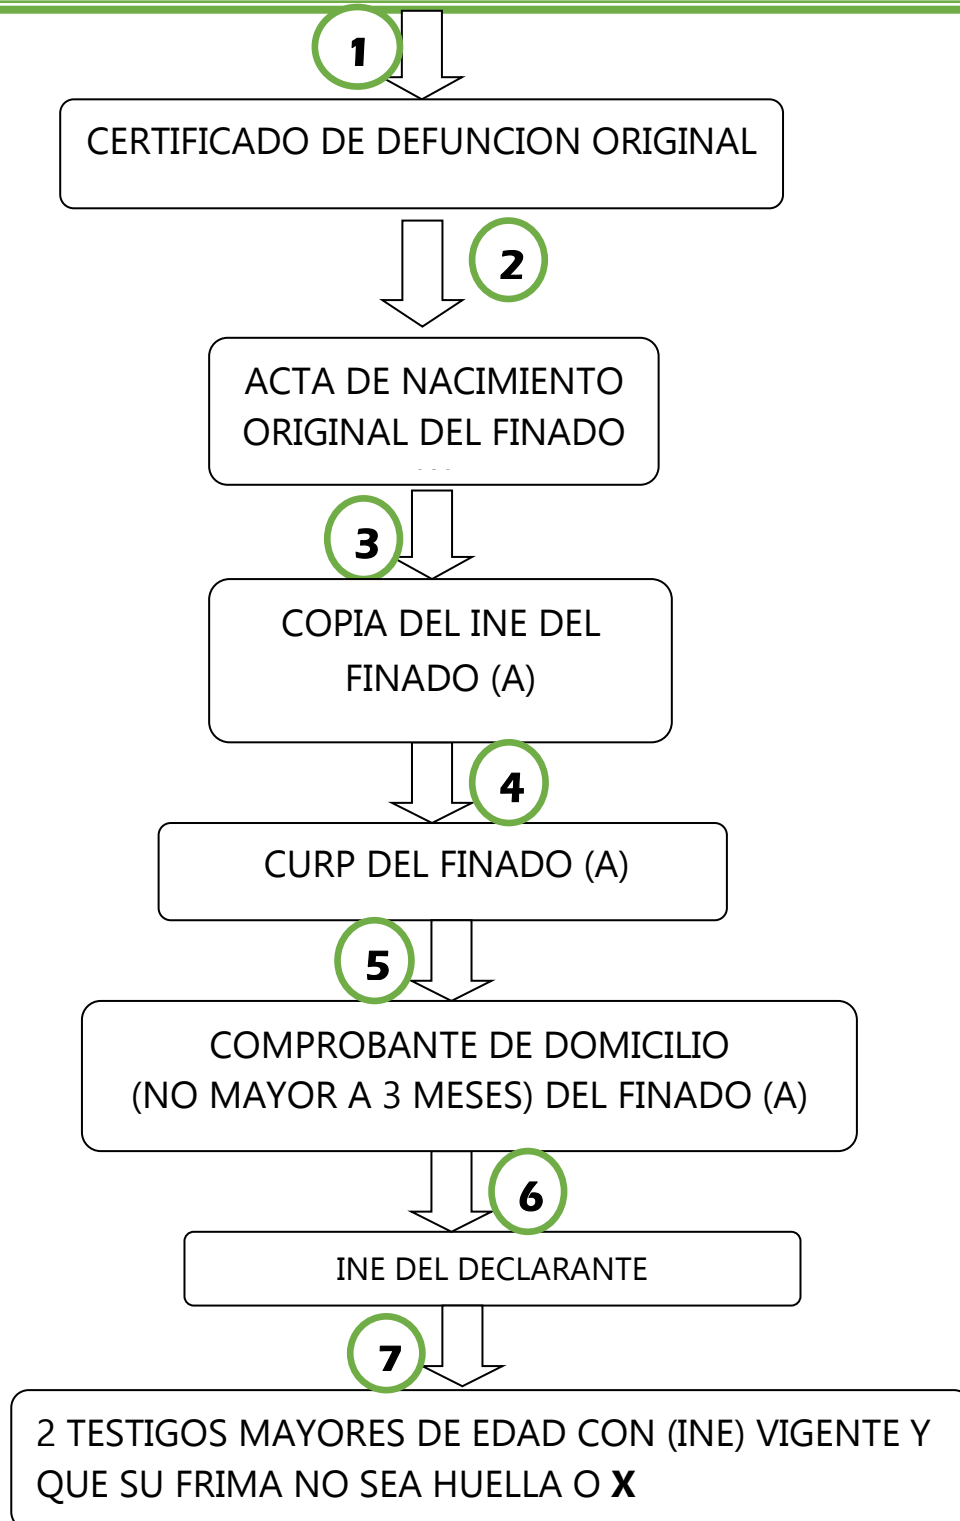 1
CERTIFICADO DE DEFUNCION ORIGINAL
2
ACTA DE NACIMIENTO
ORIGINAL DEL FINADO
3
COPIA DEL INE DEL
FINADO (A)
4
CURP DEL FINADO (A)
5
COMPROBANTE DE DOMICILIO
(NO MAYOR A 3 MESES) DEL FINADO (A)
6
INE DEL DECLARANTE
7
2 TESTIGOS MAYORES DE EDAD CON (INE) VIGENTE Y
QUE SU FRIMA NO SEA HUELLA O X